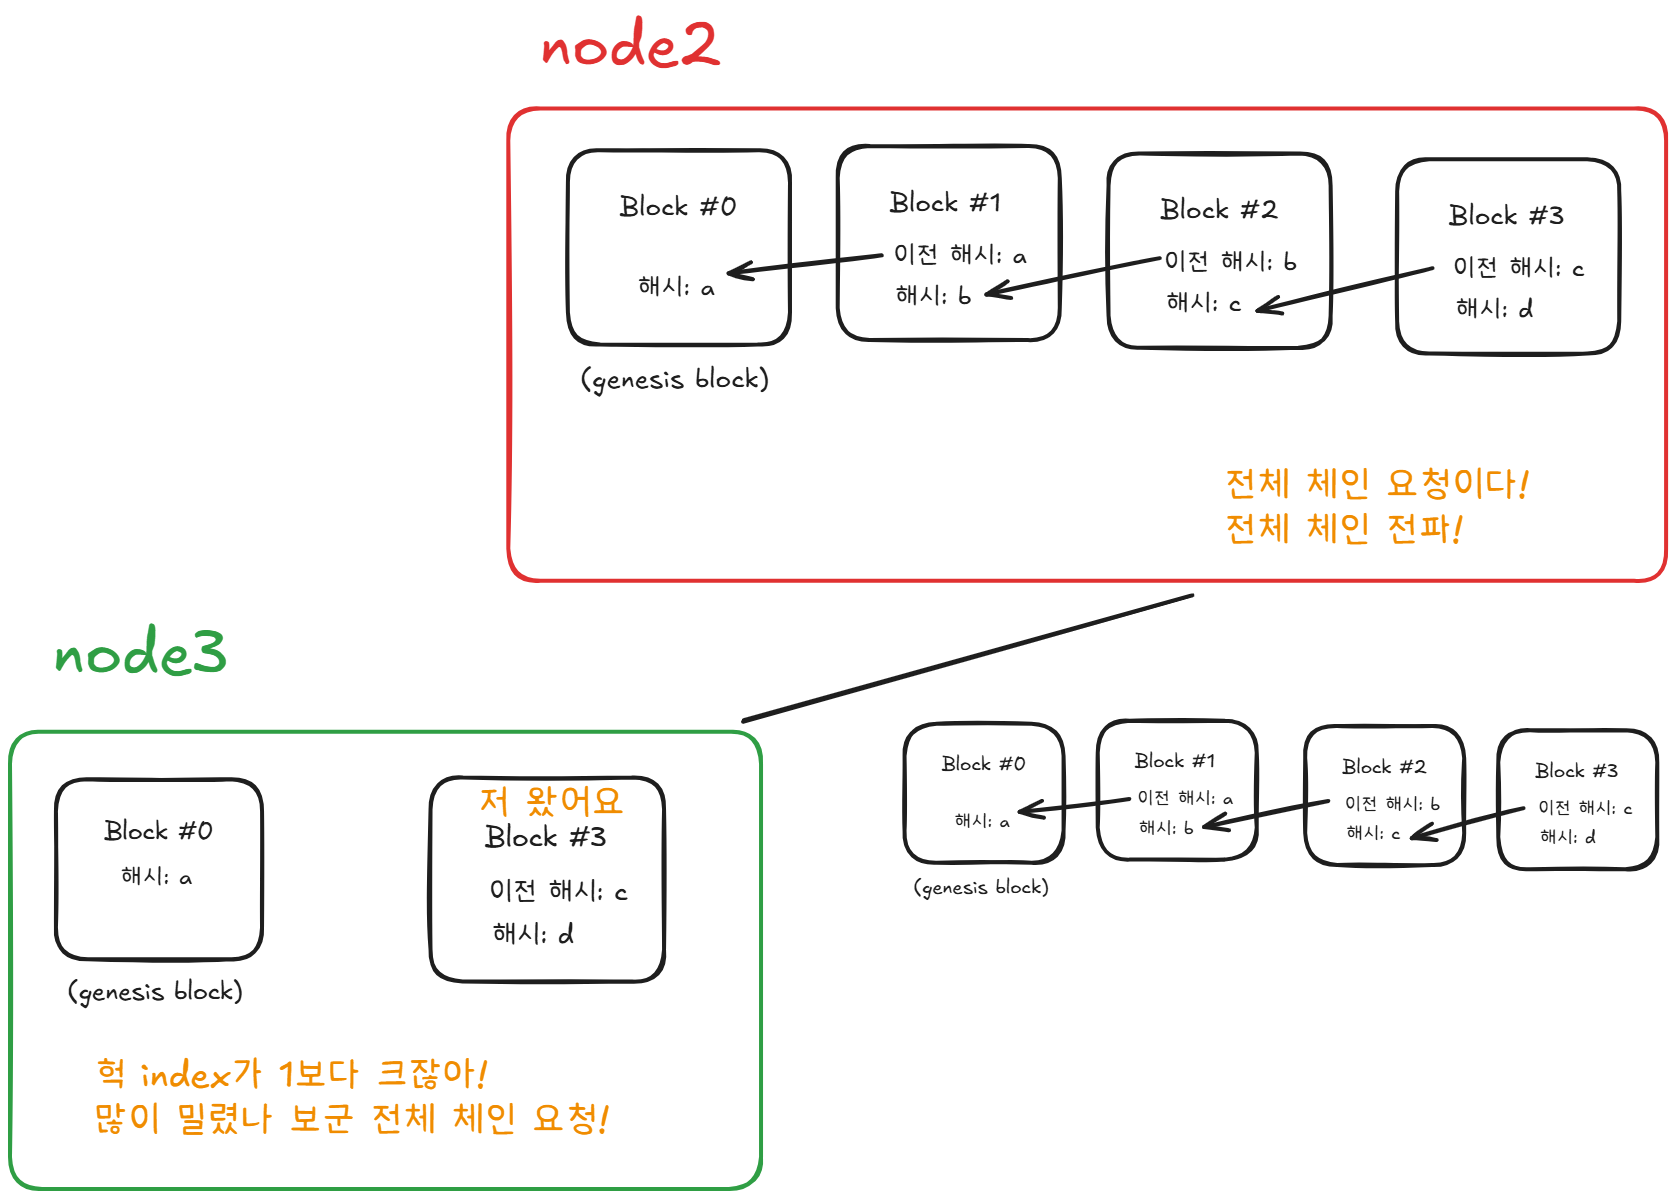 node2
Block #0
해시: a
(genesis block)
Block #1
이전 해시: a
해시: b
Block #2
이전 해시: b
해시: c
Block #3
이전 해시: c
해시: d
전체 체인 요청이다!
전체 체인 전파!
node3
Block #0
해시: a
(genesis block)
저 왔어요
Block #3
이전 해시: c
해시: d
헉 index가 1보다 크잖아!
많이 밀렸나 보군 전체 체인 요청!
Block #0
해시: a
(genesis block)
Block #1
이전 해시: a
해시: b
Block #2
이전 해시: b
해시: c
Block #3
이전 해시: c
해시: d